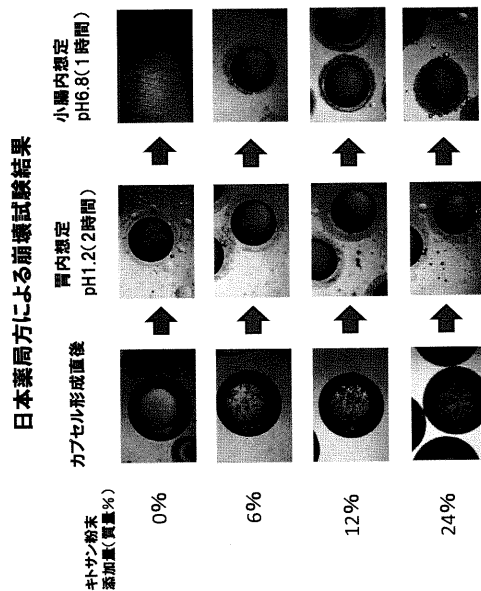 日本薬局方による崩壊試験結果
キトサン粉末
添加量(質量%)
カプセル形成直後
胃内想定
pH1.2(2時間)
小腸内想定
pH6.8(1時間)
0%
6%
12%
24%